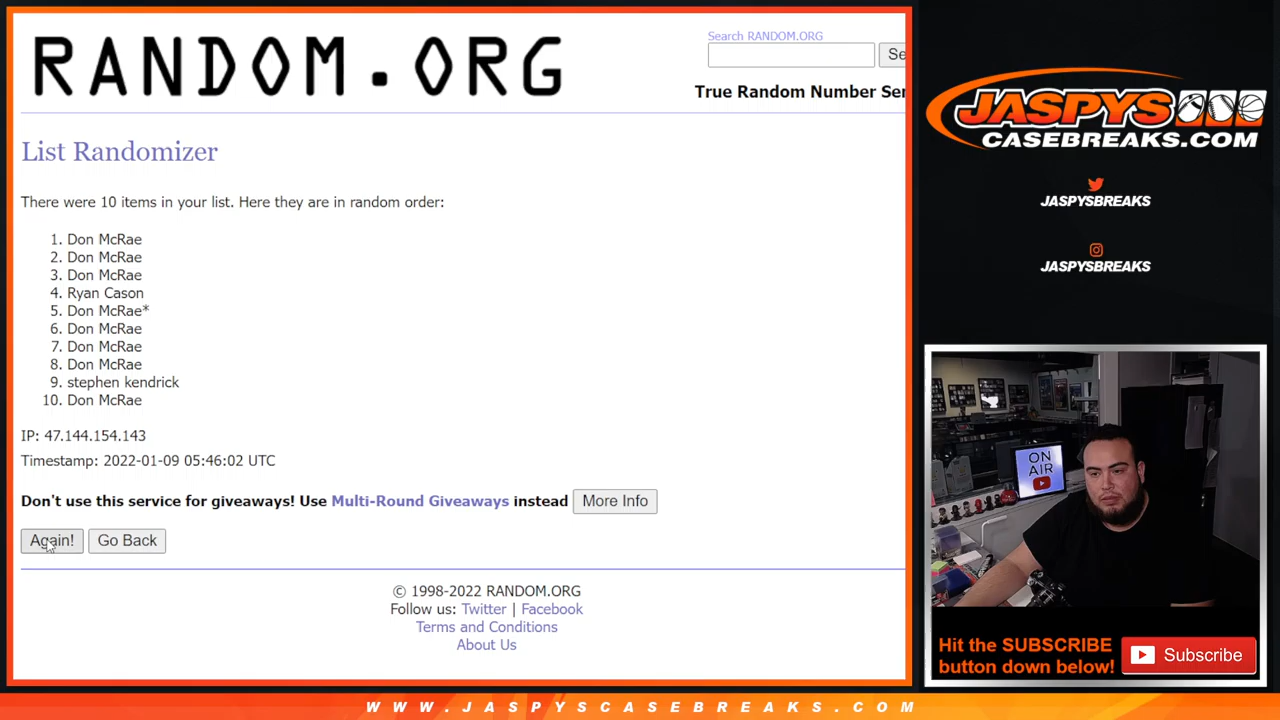 RANDOM.ORG
Search RANDOM.ORG
Se
True Random Number Ser
List Randomizer
There were 10 items in your list. Here they are in random order:
1. Don McRae
2. Don McRae
3. Don McRae
4. Ryan Cason
5. Don McRae*
6. Don McRae
7. Don McRae
8. Don McRae
9. stephen kendrick
10. Don McRae
IP: 47.144.154.143
Timestamp: 2022-01-09 05:46:02 UTC
Don't use this service for giveaways! Use Multi-Round Giveaways instead More Info
Again! Go Back
© 1998-2022 RANDOM.ORG
Follow us: Twitter | Facebook
Terms and Conditions
About Us
JASPYS
CASEBREAKS.COM
JASPYSBREAKS
JASPYSBREAKS
ON
AIR
Hit the SUBSCRIBE
button down below!
Subscribe
WWW.JASPYSCASEBREAKS.COM